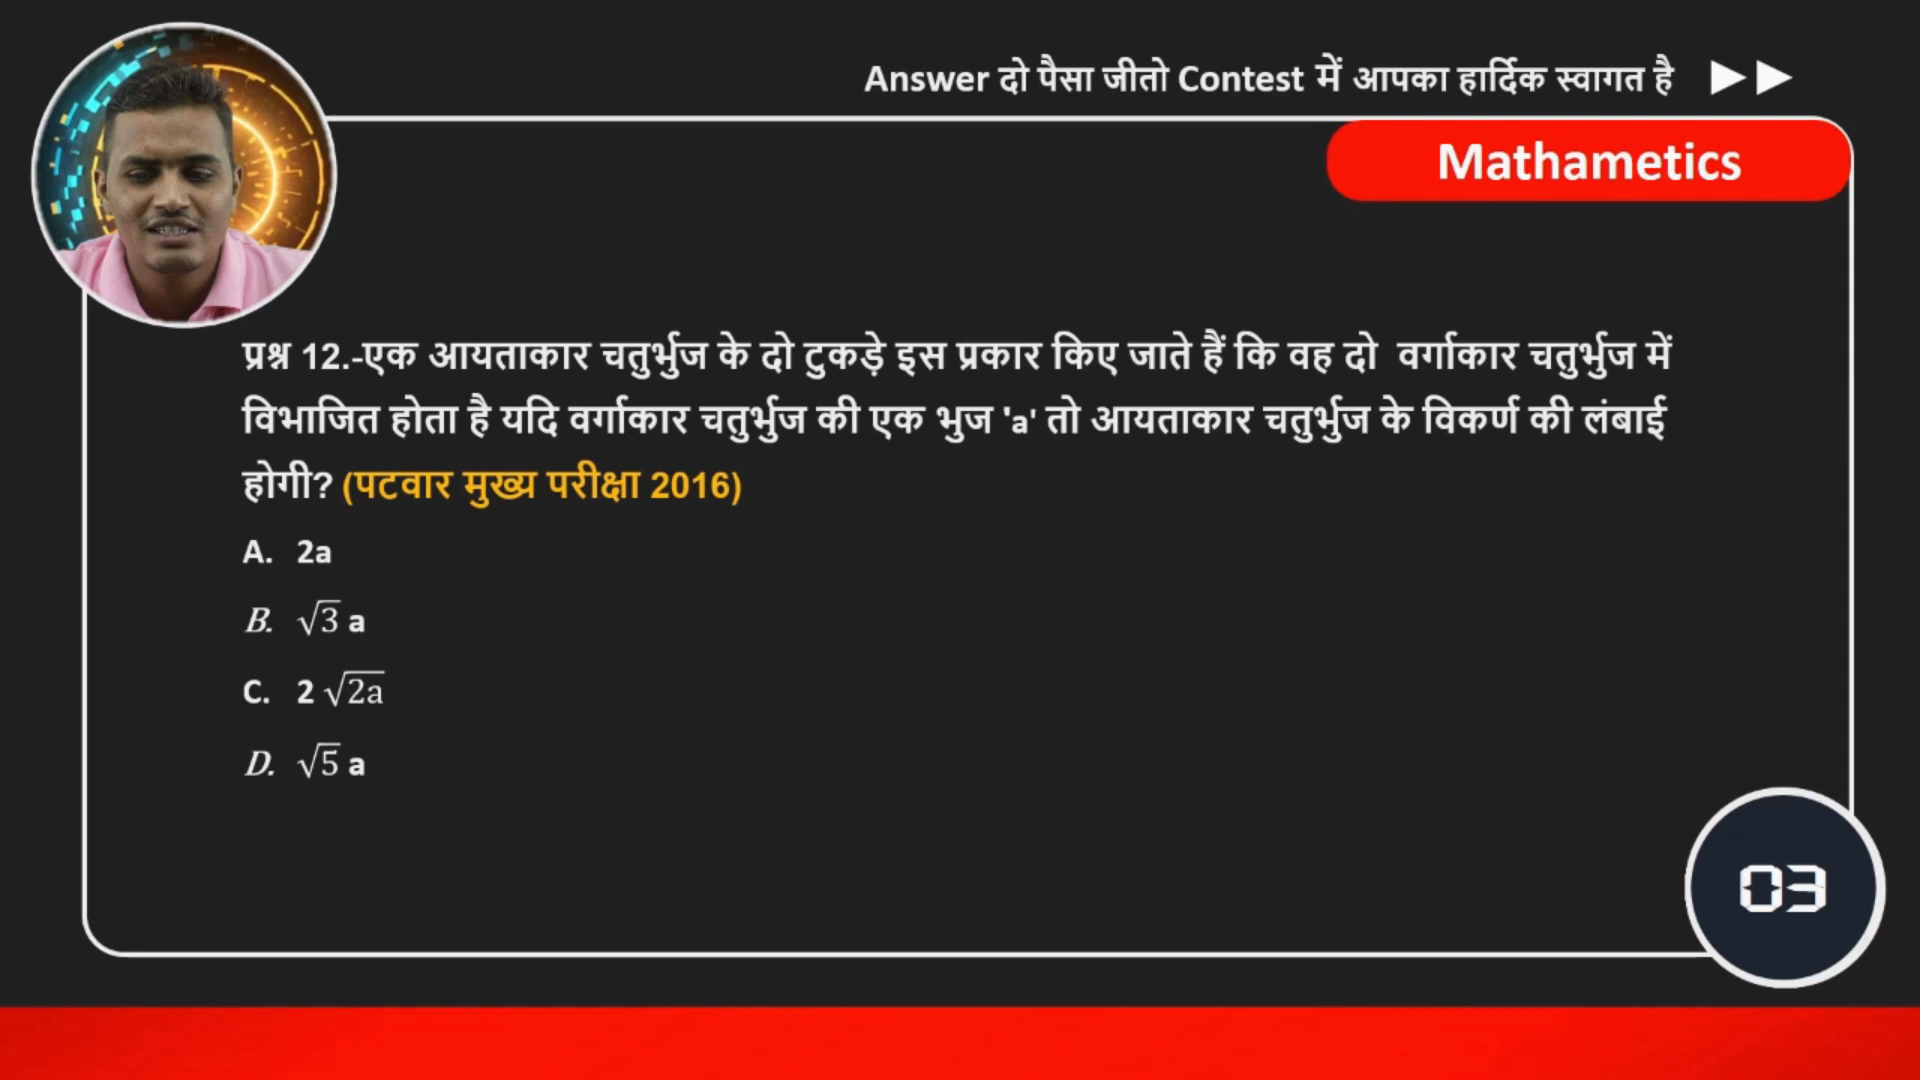 Answer दो पैसा जीतो Contest में आपका हार्दिक स्वागत है
Mathametics
प्रश्न 12.-एक आयताकार चतुर्भुज के दो टुकड़े इस प्रकार किए जाते हैं कि वह दो वर्गाकार चतुर्भुज में
विभाजित होता है यदि वर्गाकार चतुर्भुज की एक भुज 'a' तो आयताकार चतुर्भुज के विकर्ण की लंबाई
होगी? (पटवार मुख्य परीक्षा 2016)
A. 2a
B. √3 a
C. 2 √2a
D. √5 a
03